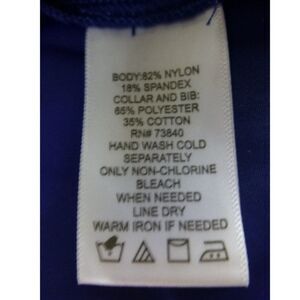 BODY:82% NYLON
18% SPANDEX
COLLAR AND BIB:
65% POLYESTER
35% COTTON
RN# 73840
HAND WASH COLD
SEPARATELY
ONLY NON-CHLORINE
BLEACH
WHEN NEEDED
LINE DRY
WARM IRON IF NEEDED